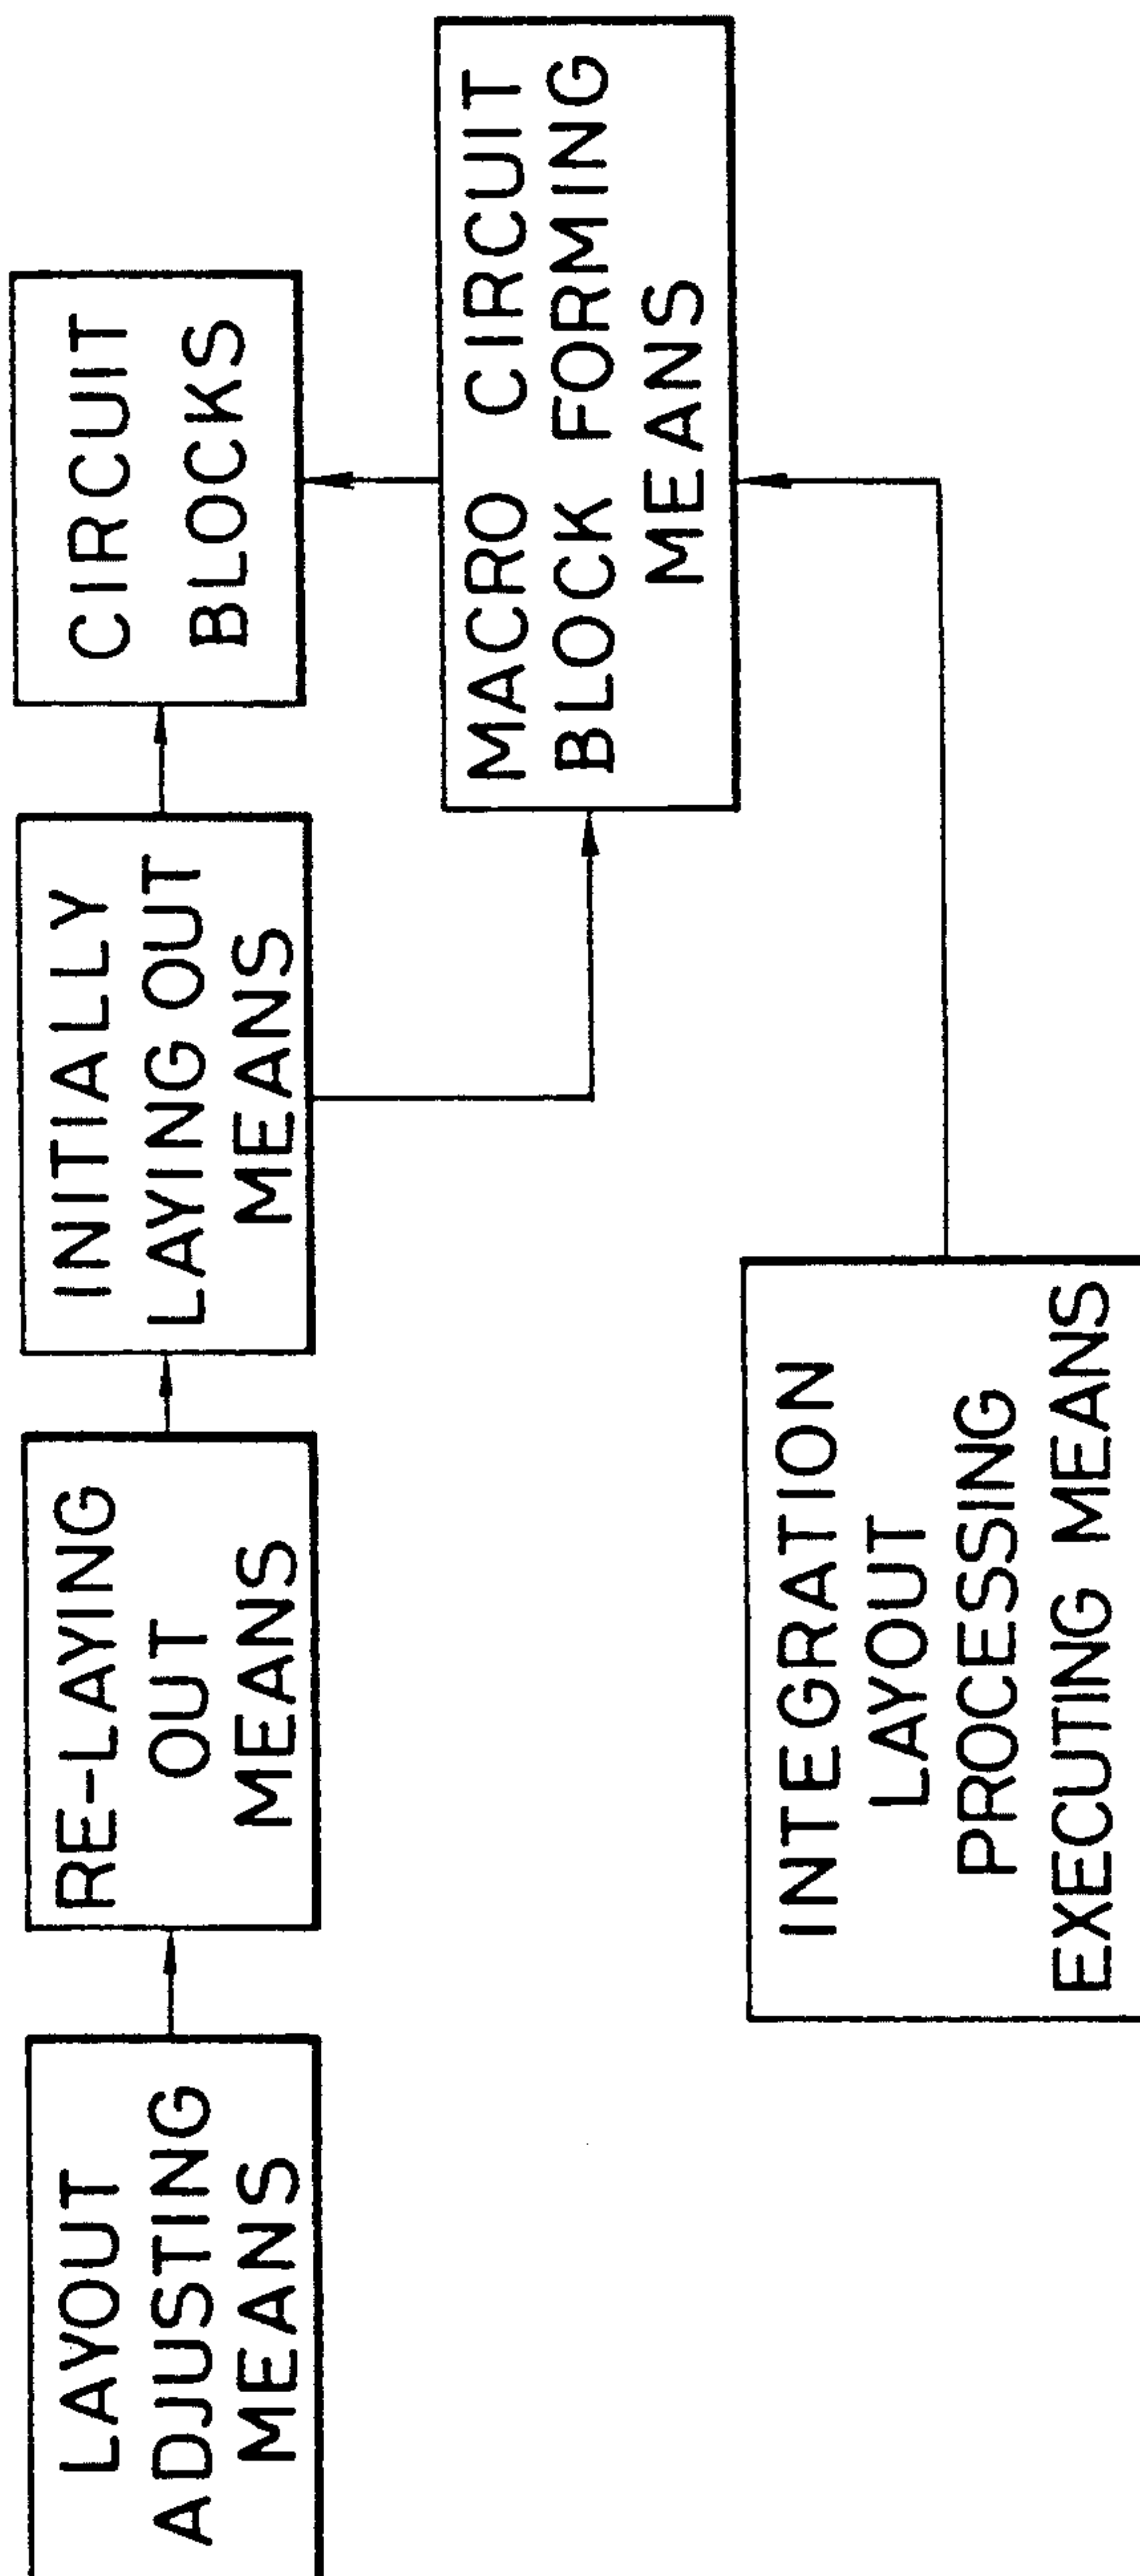 LAYOUT
ADJUSTING
MEANS
RE-LAYING
OUT
MEANS
INITIALLY
LAYING OUT
MEANS
CIRCUIT
BLOCKS
MACRO CIRCUIT
BLOCK FORMING
MEANS
INTEGRATION
LAYOUT
PROCESSING
EXECUTING MEANS